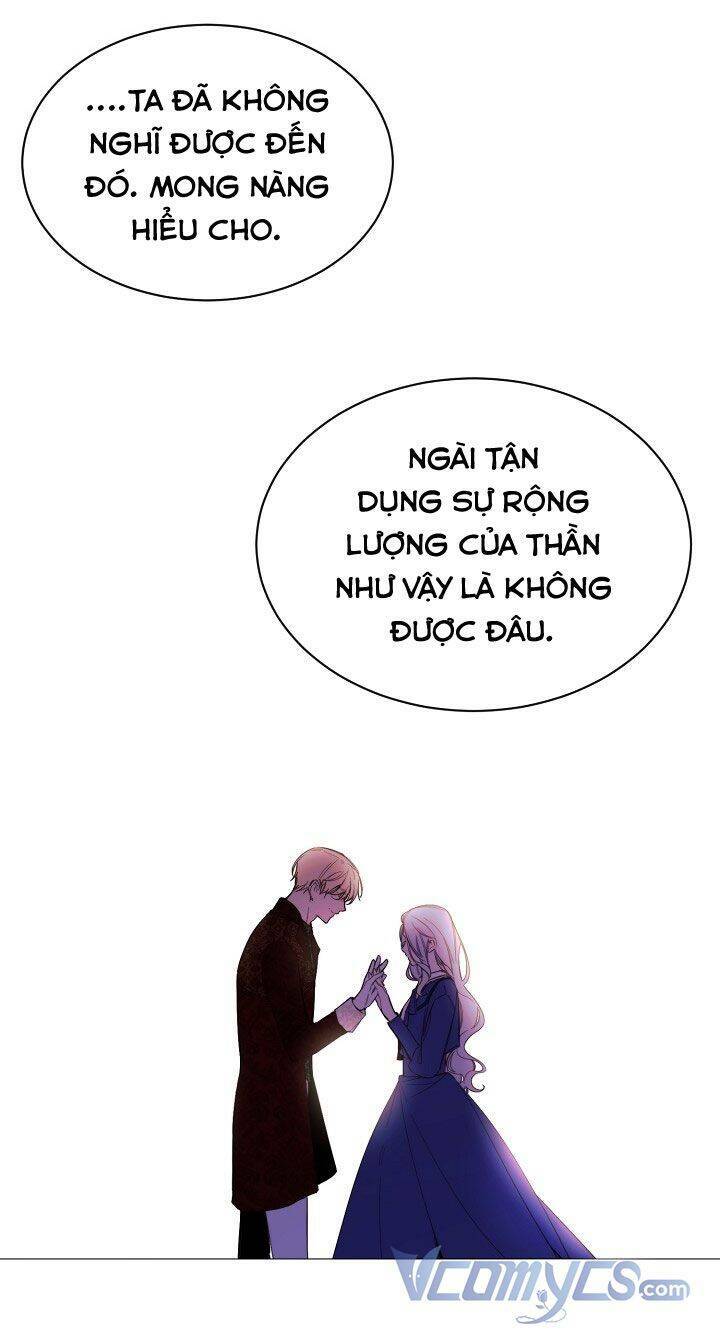 ....TA ĐÃ KHÔNG
NGHĨ ĐƯỢC ĐẾN
ĐÓ. MONG NÀNG
HIỂU CHO.
NGÀI TẬN
DỤNG SỰ RỘNG
LƯỢNG CỦA THẦN
NHƯ VẬY LÀ KHÔNG
ĐƯỢC ĐÂU.
VCOMYCS.com